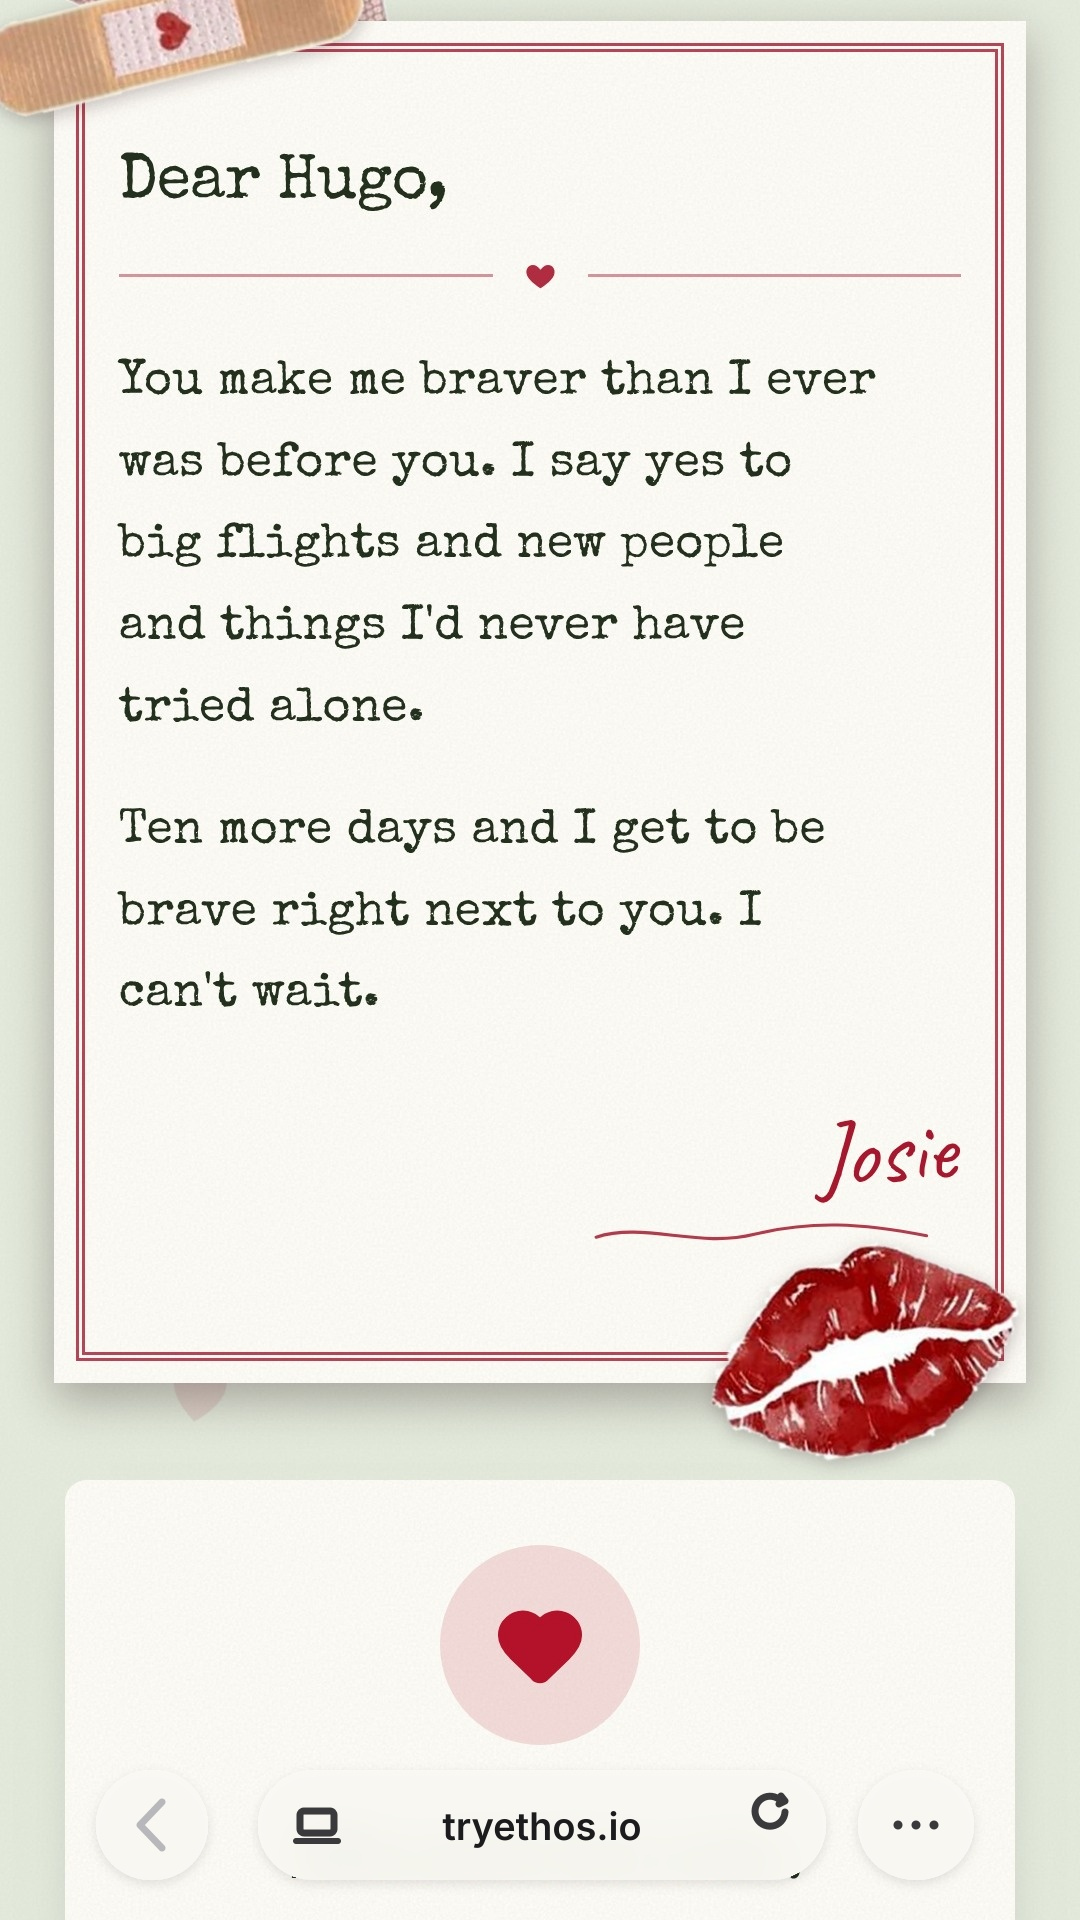 Dear Hugo,
You make me braver than I ever
was before you. I say yes to
big flights and new people
and things I'd never have
tried alone.
Ten more days and I get to be
brave right next to you. I
can't wait.
Josie
tryethos.io